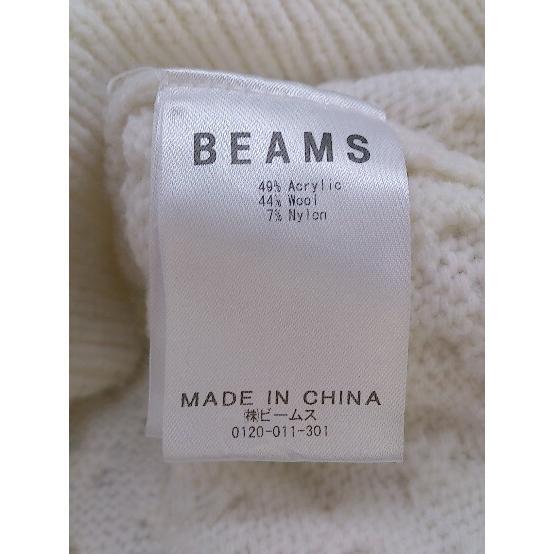 BEAMS
49% Acrylic
44% Wool
7% Nylon
MADE IN CHINA
㈱ビームス
0120-011-301